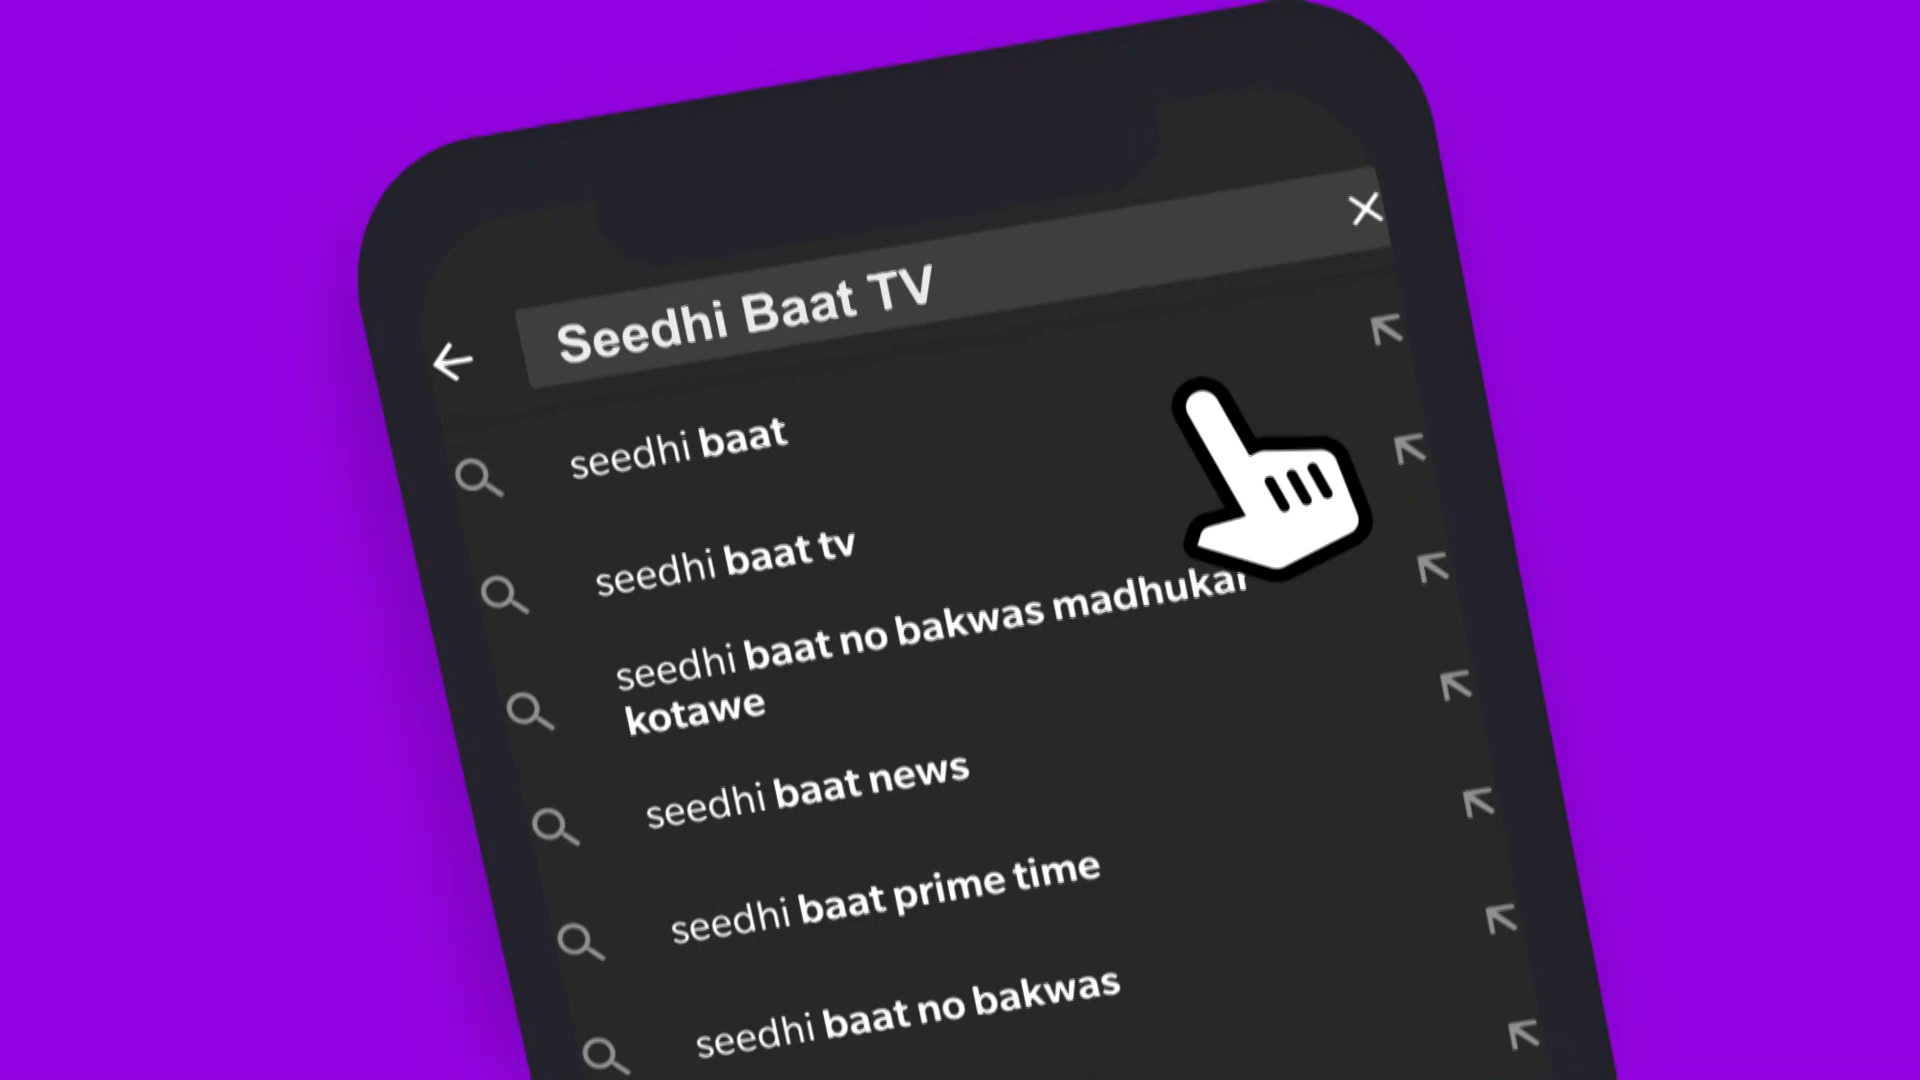 Seedhi Baat TV
seedhi baat
seedhi baat tv
seedhi baat no bakwas madhukar
kotawe
seedhi baat news
seedhi baat prime time
seedhi baat no bakwas